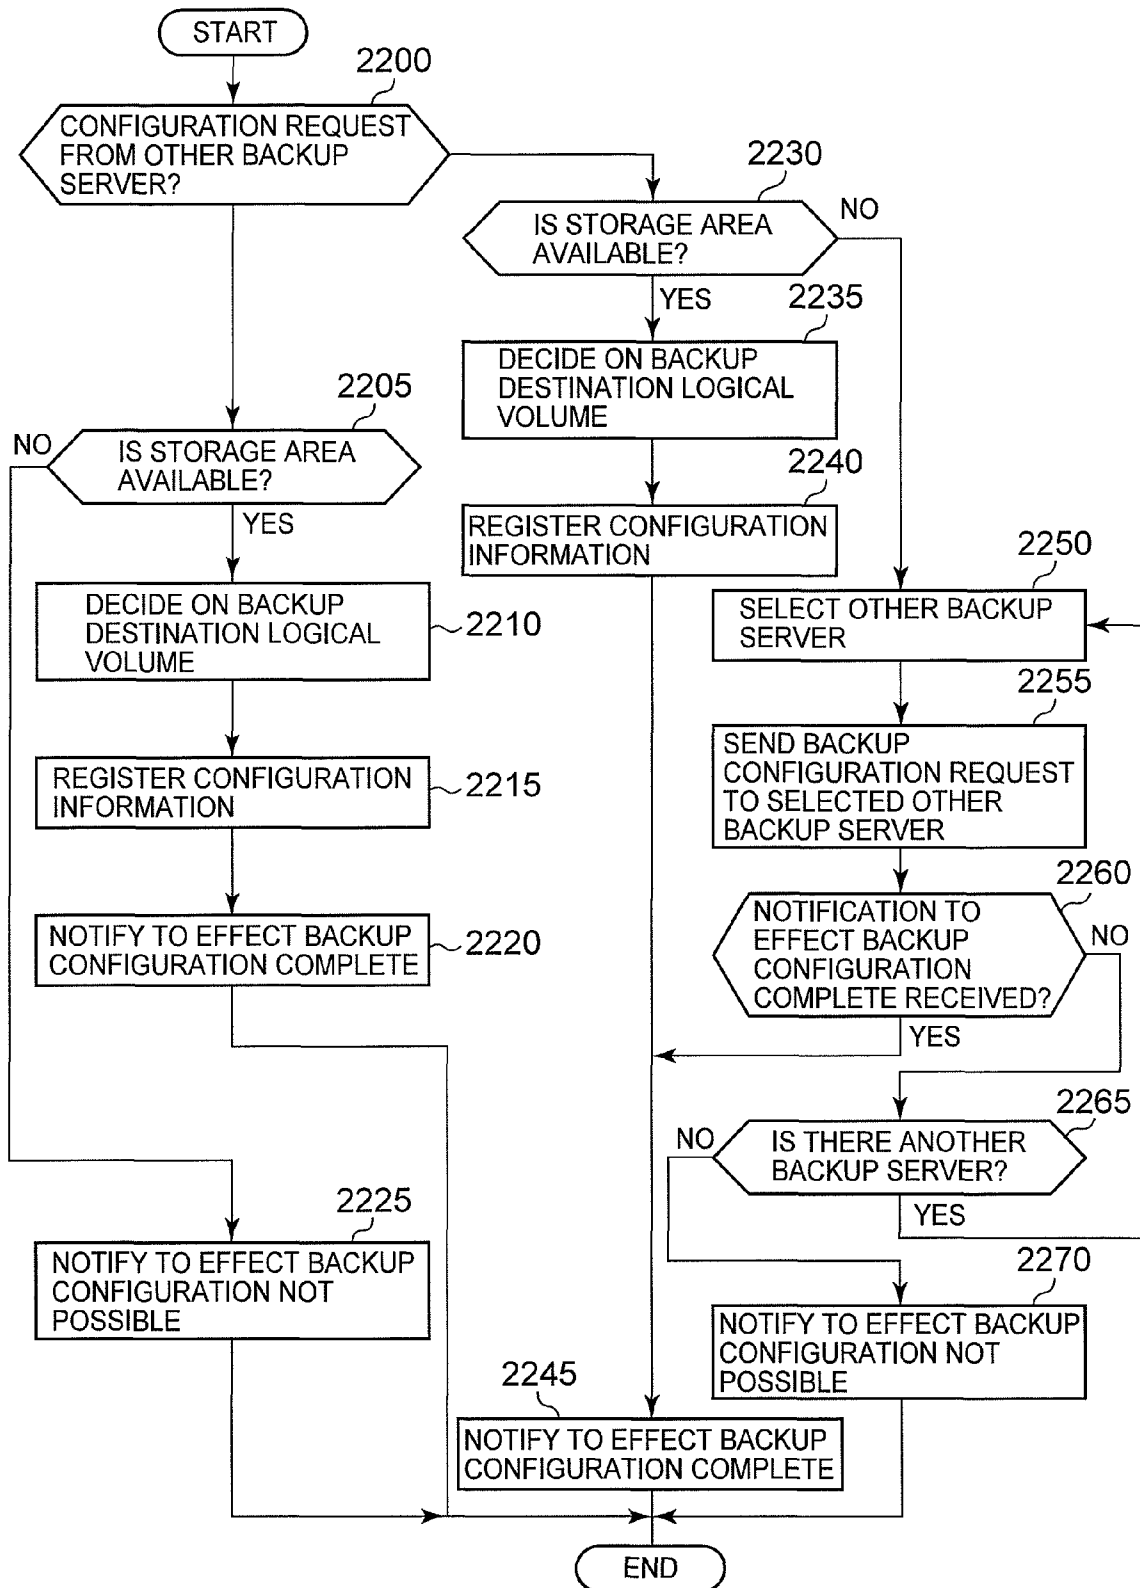 START
2200
CONFIGURATION REQUEST
FROM OTHER BACKUP
SERVER?
2230
IS STORAGE AREA
AVAILABLE?
NO
YES
2235
DECIDE ON BACKUP
DESTINATION LOGICAL
VOLUME
2205
NO
IS STORAGE AREA
AVAILABLE?
YES
2240
REGISTER CONFIGURATION
INFORMATION
2250
SELECT OTHER BACKUP
SERVER
DECIDE ON BACKUP
DESTINATION LOGICAL
VOLUME
2210
2255
SEND BACKUP
CONFIGURATION REQUEST
TO SELECTED OTHER
BACKUP SERVER
REGISTER CONFIGURATION
INFORMATION
2215
2260
NOTIFICATION TO
EFFECT BACKUP
CONFIGURATION
COMPLETE RECEIVED?
NO
YES
NOTIFY TO EFFECT BACKUP
CONFIGURATION COMPLETE
2220
2265
NO
IS THERE ANOTHER
BACKUP SERVER?
YES
2225
NOTIFY TO EFFECT BACKUP
CONFIGURATION NOT
POSSIBLE
2270
NOTIFY TO EFFECT BACKUP
CONFIGURATION NOT
POSSIBLE
2245
NOTIFY TO EFFECT BACKUP
CONFIGURATION COMPLETE
END